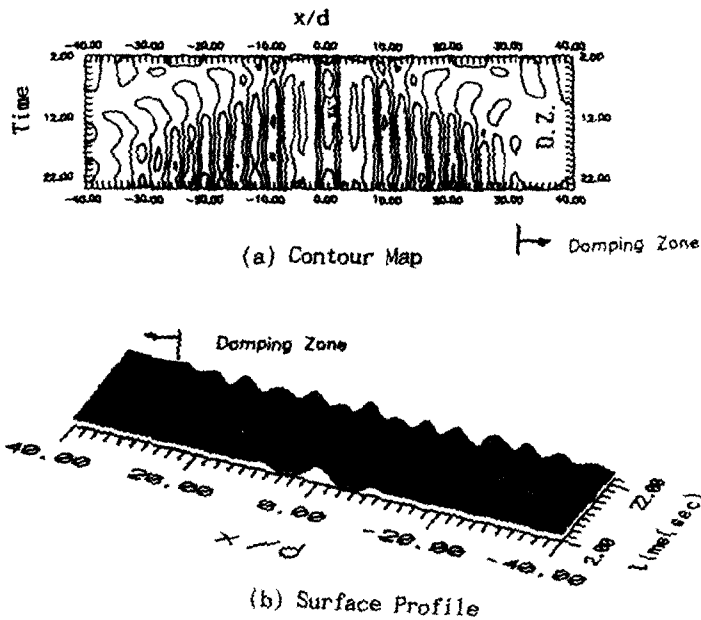 x/d
-40.00 -30.00 -20.00 -10.00 0.00 10.00 20.00 30.00 40.00
2.00 2.00
Time 12.00 12.00
D.Z.
22.00 22.00
-40.00 -30.00 -20.00 -10.00 0.00 10.00 20.00 30.00 40.00
Damping Zone
(a) Contour Map
Damping Zone
40.00 20.00 0.00 -20.00 -40.00
x/d
2.00 22.00
time(sec)
(b) Surface Profile